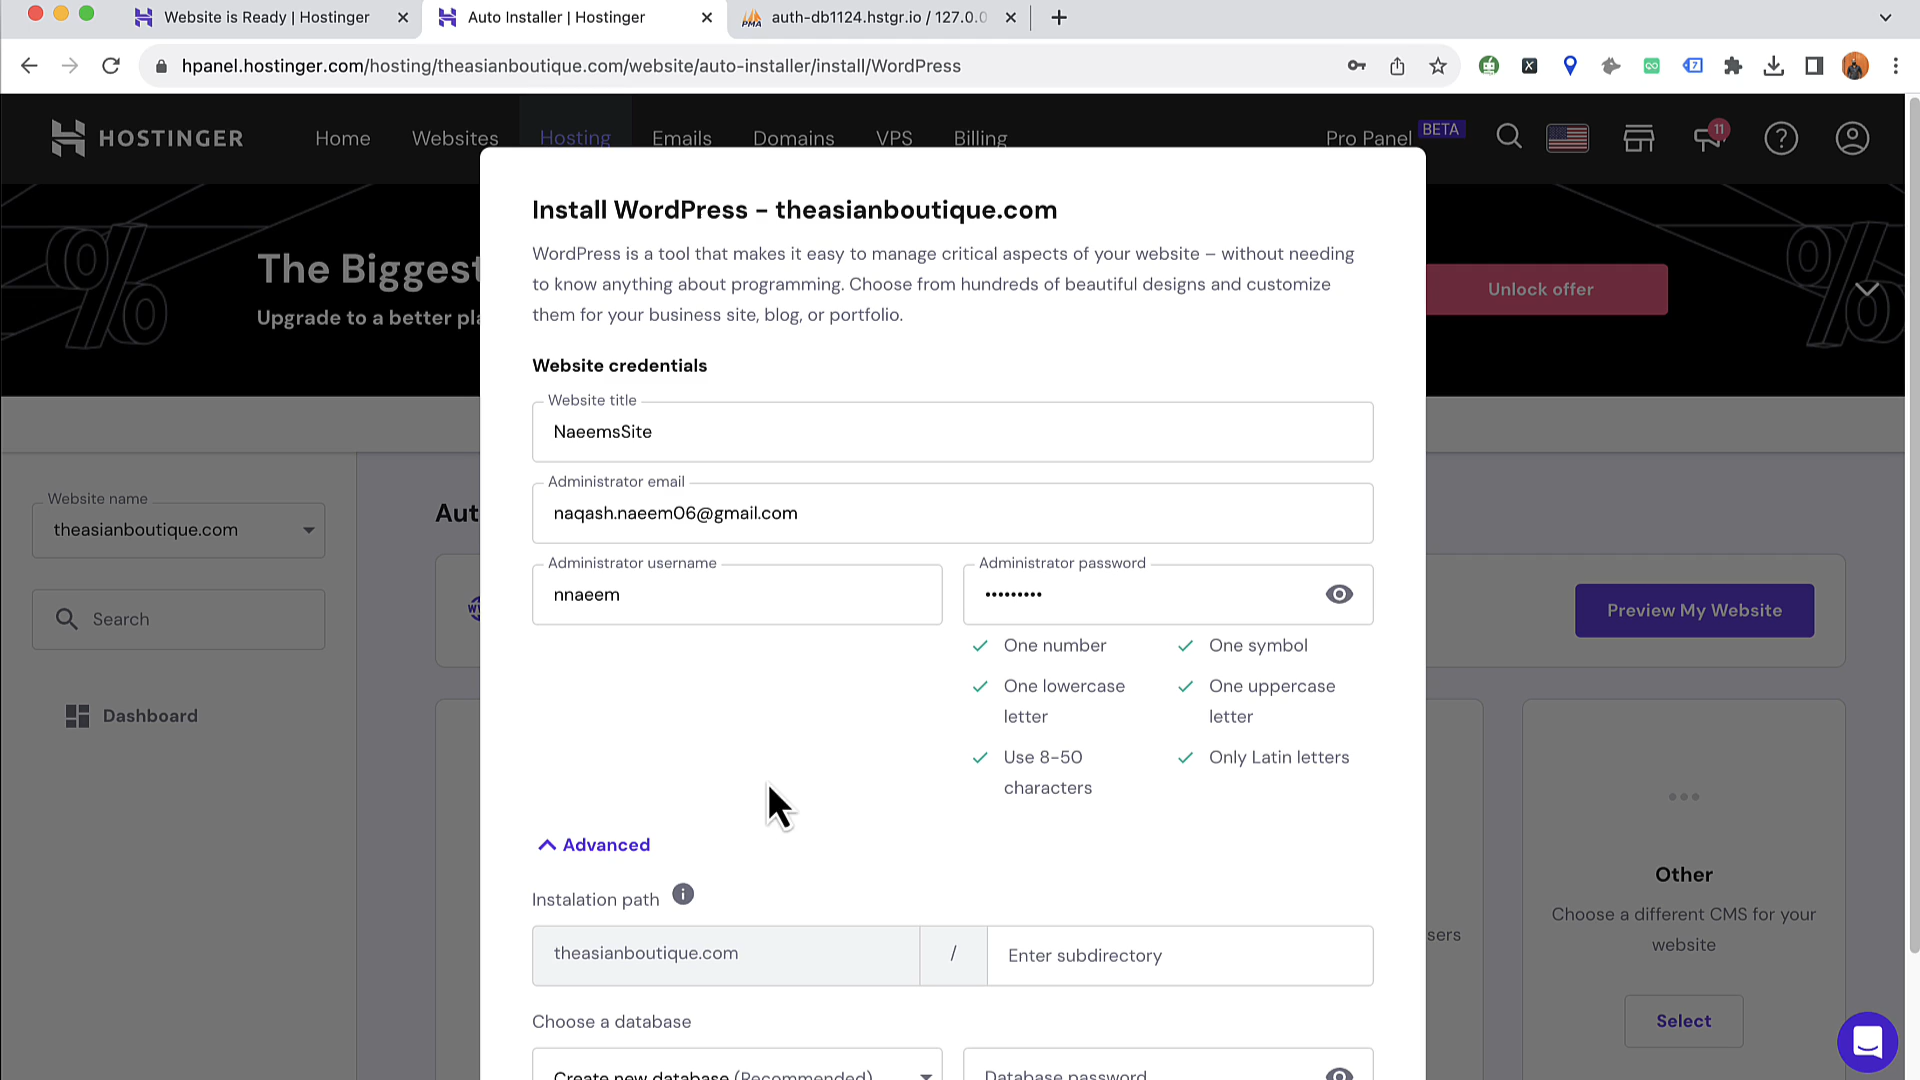 Website is Ready | Hostinger
Auto Installer | Hostinger
PMA
auth-db1124.hstgr.io / 127.0.0
hpanel.hostinger.com/hosting/theasianboutique.com/website/auto-installer/install/WordPress
HOSTINGER
Home
Websites
Hosting
Emails
Domains
VPS
Billing
Pro Panel
BETA
11
Install WordPress – theasianboutique.com
WordPress is a tool that makes it easy to manage critical aspects of your website – without needing
to know anything about programming. Choose from hundreds of beautiful designs and customize
them for your business site, blog, or portfolio.
The Biggest
Upgrade to a better pl
Unlock offer
Website credentials
Website title
NaeemsSite
Administrator email
naqash.naeem06@gmail.com
Administrator username
nnaeem
Administrator password
•••••••••
One number
One symbol
One lowercase
letter
One uppercase
letter
Use 8-50
characters
Only Latin letters
Advanced
Instalation path
theasianboutique.com
/
Enter subdirectory
Choose a database
Create new database (Recommended)
Database password
Website name
theasianboutique.com
Search
Dashboard
Aut
Preview My Website
Other
Choose a different CMS for your
website
sers
Select